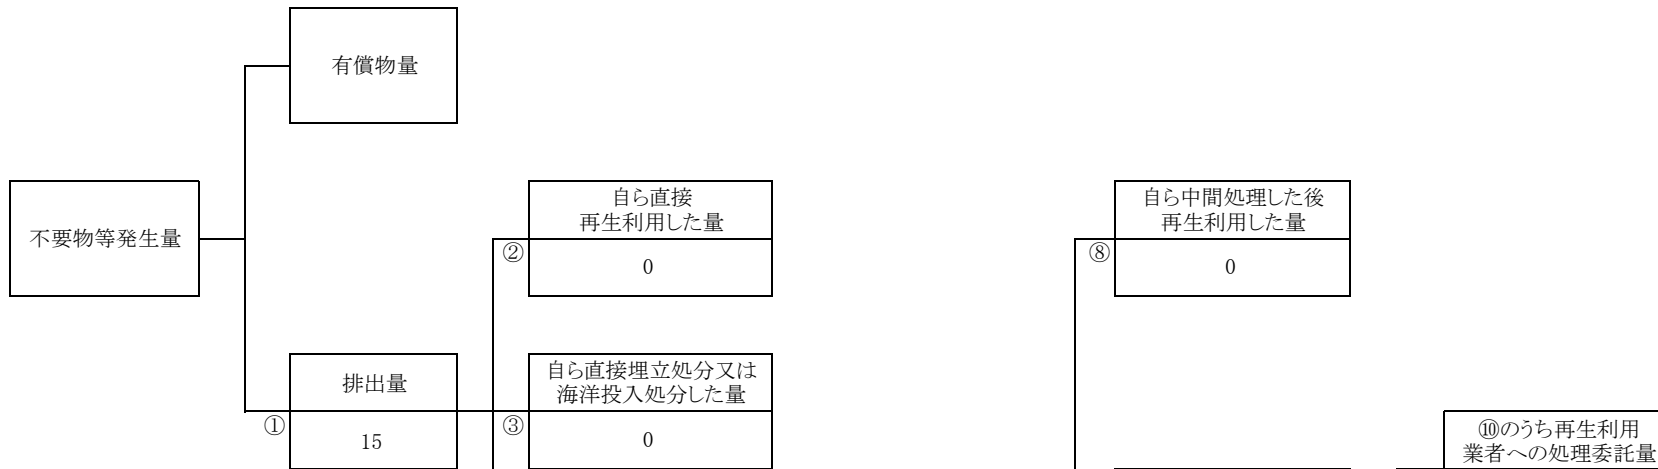 有償物量
不要物等発生量
自ら直接
再生利用した量
②
0
自ら中間処理した後
再生利用した量
⑧
0
排出量
①
15
自ら直接埋立処分又は
海洋投入処分した量
③
0
⑩のうち再生利用
業者への処理委託量